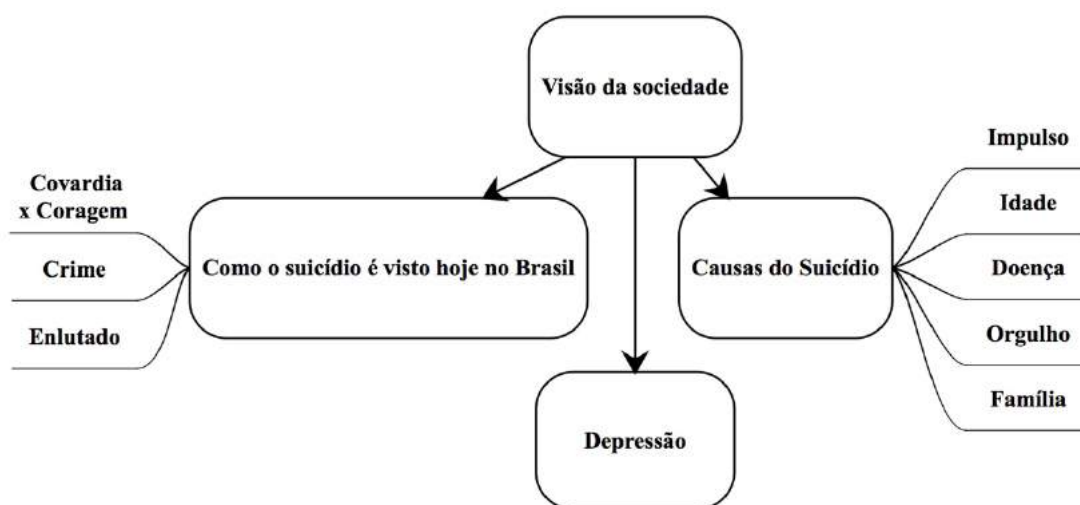 Visão da sociedade
Covardia
x Coragem
Crime
Enlutado
Como o suicídio é visto hoje no Brasil
Causas do Suicídio
Impulso
Idade
Doença
Orgulho
Família
Depressão